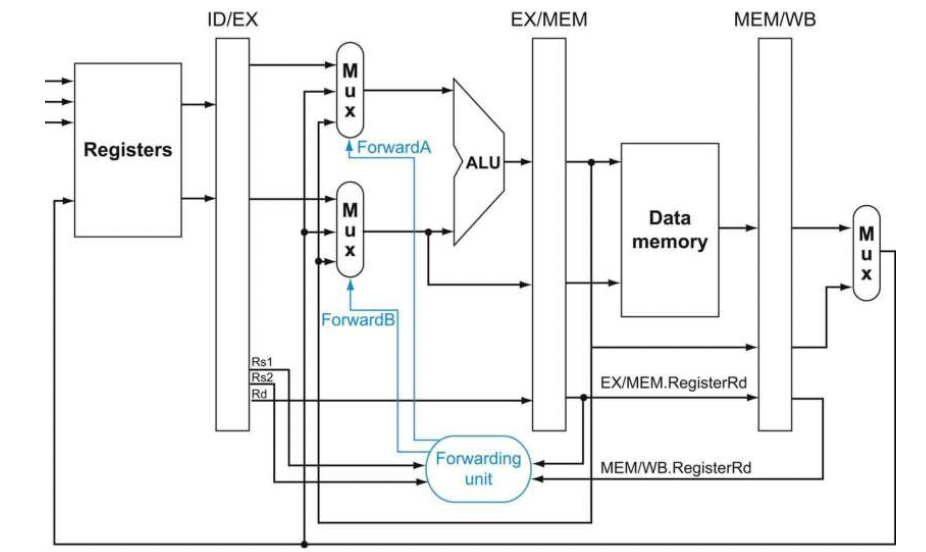 ID/EX
EX/MEM
MEM/WB
Mux
Registers
ForwardA
ALU
Mux
Data
memory
Mux
ForwardB
Rs1
Rs2
Rd
EX/MEM.RegisterRd
Forwarding
unit
MEM/WB.RegisterRd